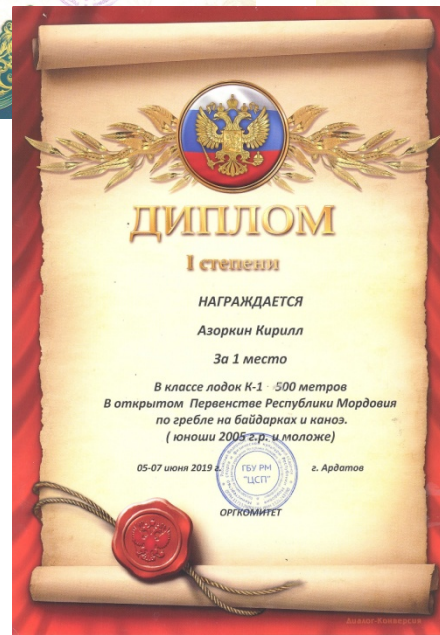 ДИПЛОМ
I степени
НАГРАЖДАЕТСЯ
Азоркин Кирилл
За 1 место
В классе лодок К-1 500 метров
В открытом Первенстве Республики Мордовия
по гребле на байдарках и каноэ.
( юноши 2005 г.р. и моложе)
05-07 июня 2019 г. г. Ардатов
ГБУ РМ
"ЦСП"
ОРГКОМИТЕТ